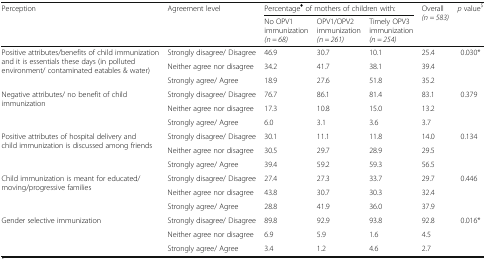 Perception Agreement level Percentage♦ of mothers of children with: Overall (n = 583) p value†
No OPV1 immunization (n = 68) OPV1/OPV2 immunization (n = 261) Timely OPV3 immunization (n = 254)
Positive attributes/benefits of child immunization and it is essentials these days (in polluted environment/ contaminated eatables & water) Strongly disagree/ Disagree 46.9 30.7 10.1 25.4 0.030*
Neither agree nor disagree 34.2 41.7 38.1 39.4
Strongly agree/ Agree 18.9 27.6 51.8 35.2
Negative attributes/ no benefit of child immunization Strongly disagree/ Disagree 76.7 86.1 81.4 83.1 0.379
Neither agree nor disagree 17.3 10.8 15.0 13.2
Strongly agree/ Agree 6.0 3.1 3.6 3.7
Positive attributes of hospital delivery and child immunization is discussed among friends Strongly disagree/ Disagree 30.1 11.1 11.8 14.0 0.134
Neither agree nor disagree 30.5 29.7 28.9 29.5
Strongly agree/ Agree 39.4 59.2 59.3 56.5
Child immunization is meant for educated/ moving/progressive families Strongly disagree/ Disagree 27.4 27.3 33.7 29.7 0.446
Neither agree nor disagree 43.8 30.7 30.3 32.4
Strongly agree/ Agree 28.8 41.9 36.0 37.9
Gender selective immunization Strongly disagree/ Disagree 89.8 92.9 93.8 92.8 0.016*
Neither agree nor disagree 6.9 5.9 1.6 4.5
Strongly agree/ Agree 3.4 1.2 4.6 2.7